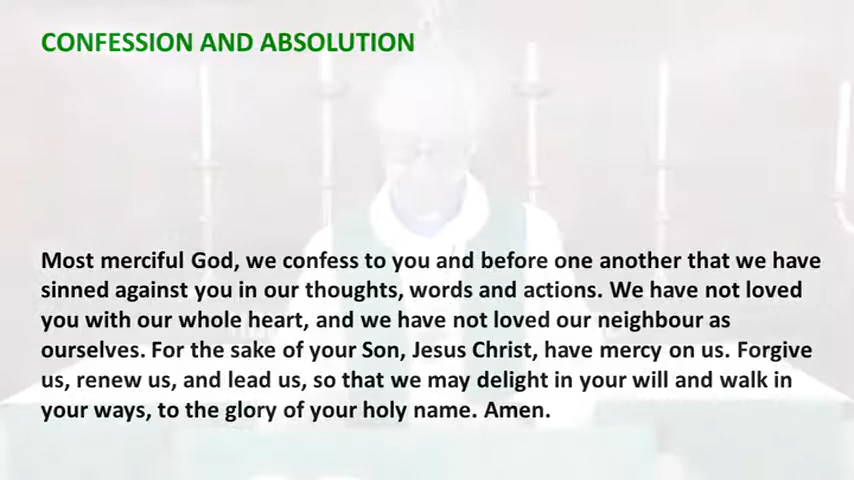 CONFESSION AND ABSOLUTION
Most merciful God, we confess to you and before one another that we have
sinned against you in our thoughts, words and actions. We have not loved
you with our whole heart, and we have not loved our neighbour as
ourselves. For the sake of your Son, Jesus Christ, have mercy on us. Forgive
us, renew us, and lead us, so that we may delight in your will and walk in
your ways, to the glory of your holy name. Amen.